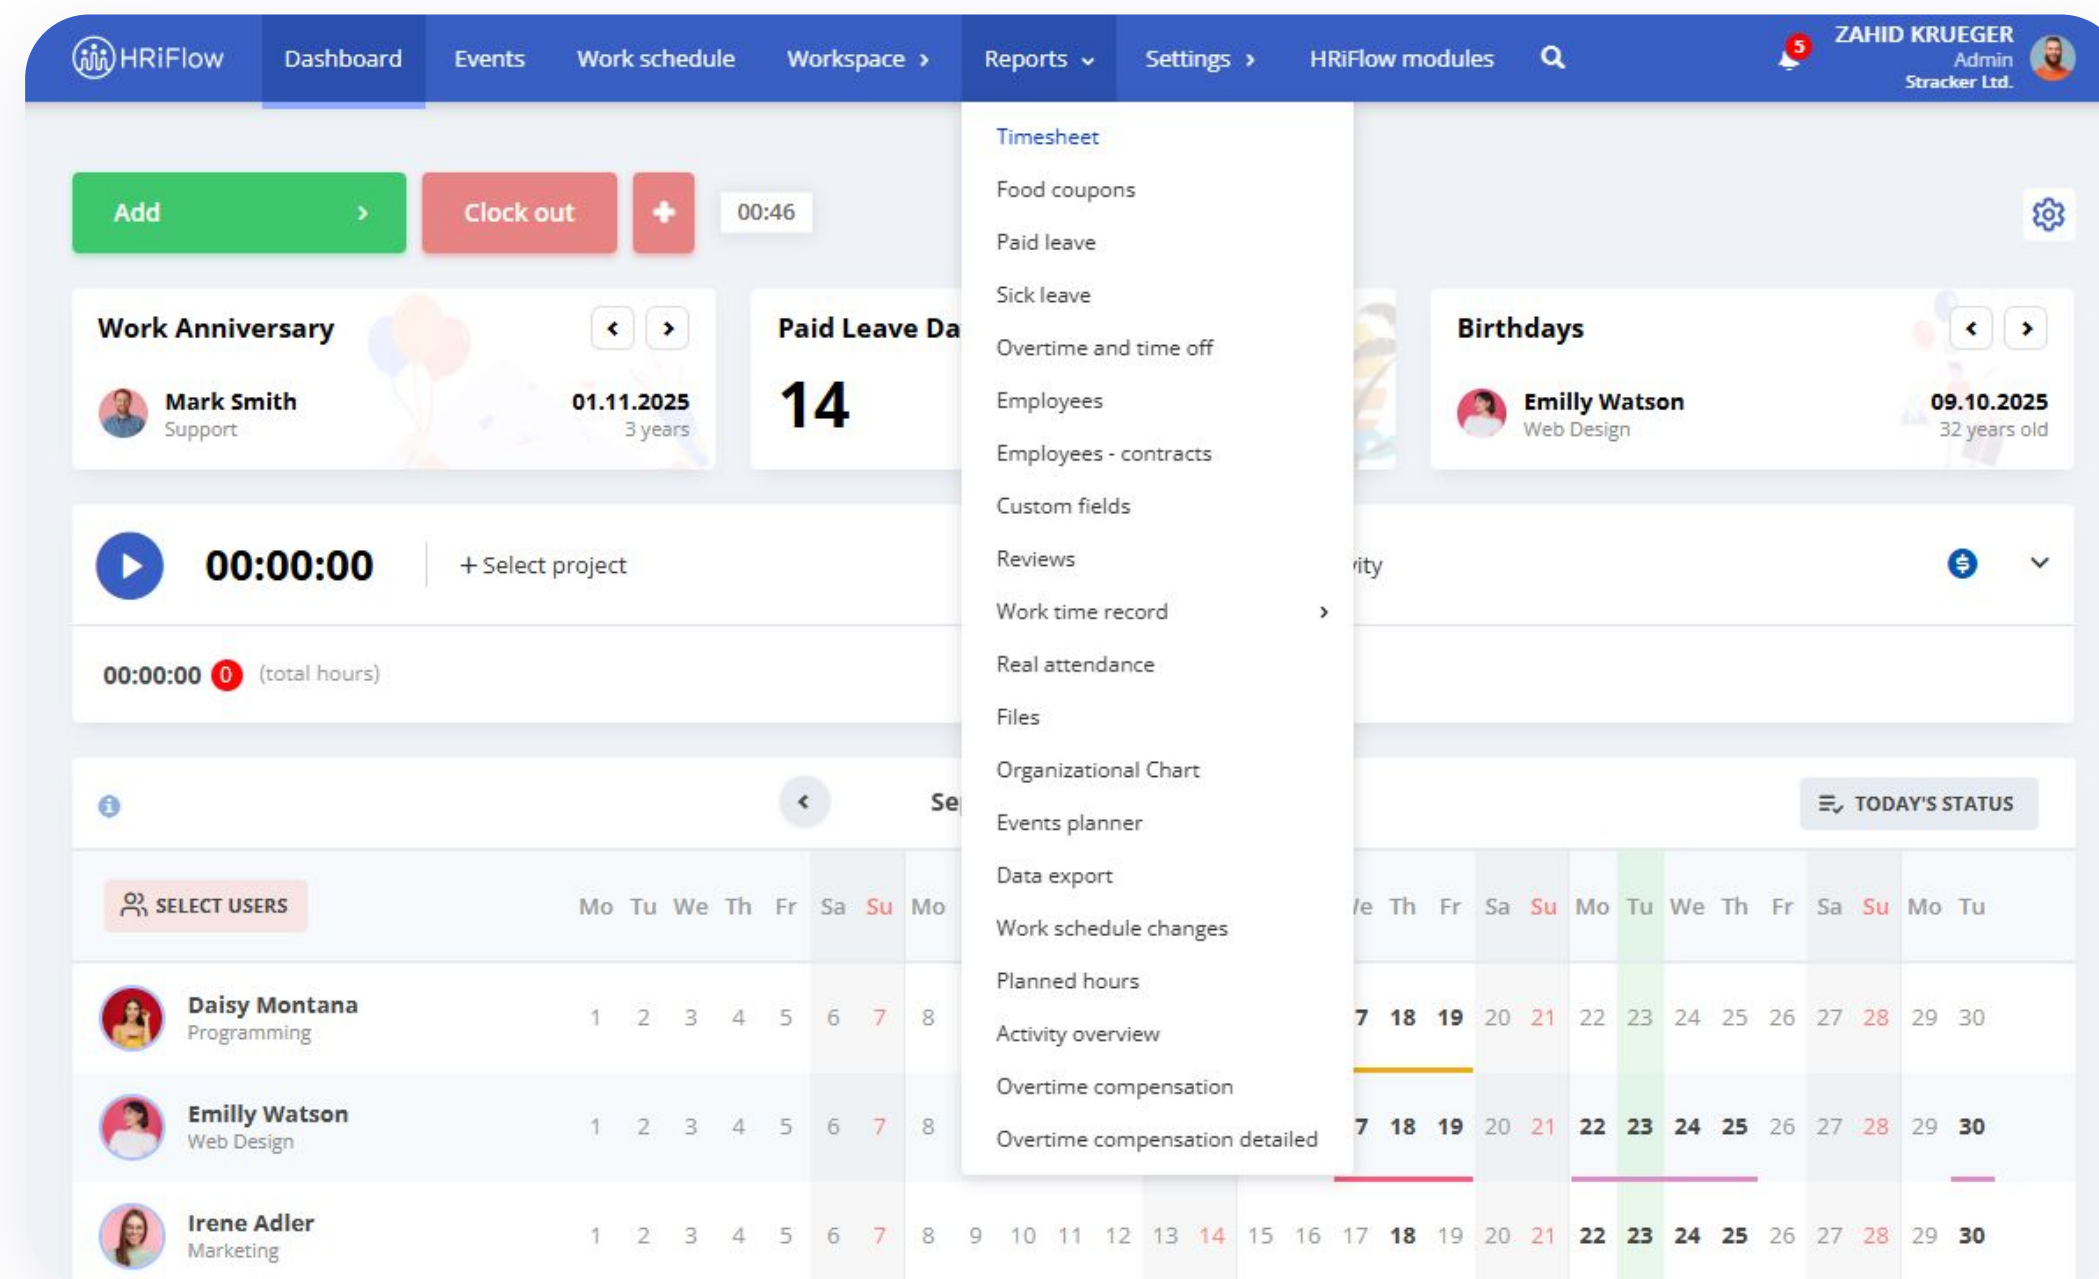 HRiFlow Dashboard Events Work schedule Workspace Reports Settings HRiFlow modules 5 ZAHID KRUEGER
Admin
Stracker Ltd.
Timesheet
Food coupons
Paid leave
Sick leave
Overtime and time off
Employees
Employees - contracts
Custom fields
Reviews
Work time record
Real attendance
Files
Organizational Chart
Events planner
Data export
Work schedule changes
Planned hours
Activity overview
Overtime compensation
Overtime compensation detailed
Add Clock out 00:46
Work Anniversary
Mark Smith 01.11.2025
Support 3 years
Paid Leave Da
14
Birthdays
Emilly Watson 09.10.2025
Web Design 32 years old
00:00:00 + Select project ity
00:00:00 0 (total hours)
Se TODAY'S STATUS
SELECT USERS Mo Tu We Th Fr Sa Su Mo e Th Fr Sa Su Mo Tu We Th Fr Sa Su Mo Tu
Daisy Montana
Programming
1 2 3 4 5 6 7 8 7 18 19 20 21 22 23 24 25 26 27 28 29 30
Emilly Watson
Web Design
1 2 3 4 5 6 7 8 7 18 19 20 21 22 23 24 25 26 27 28 29 30
Irene Adler
Marketing
1 2 3 4 5 6 7 8 9 10 11 12 13 14 15 16 17 18 19 20 21 22 23 24 25 26 27 28 29 30